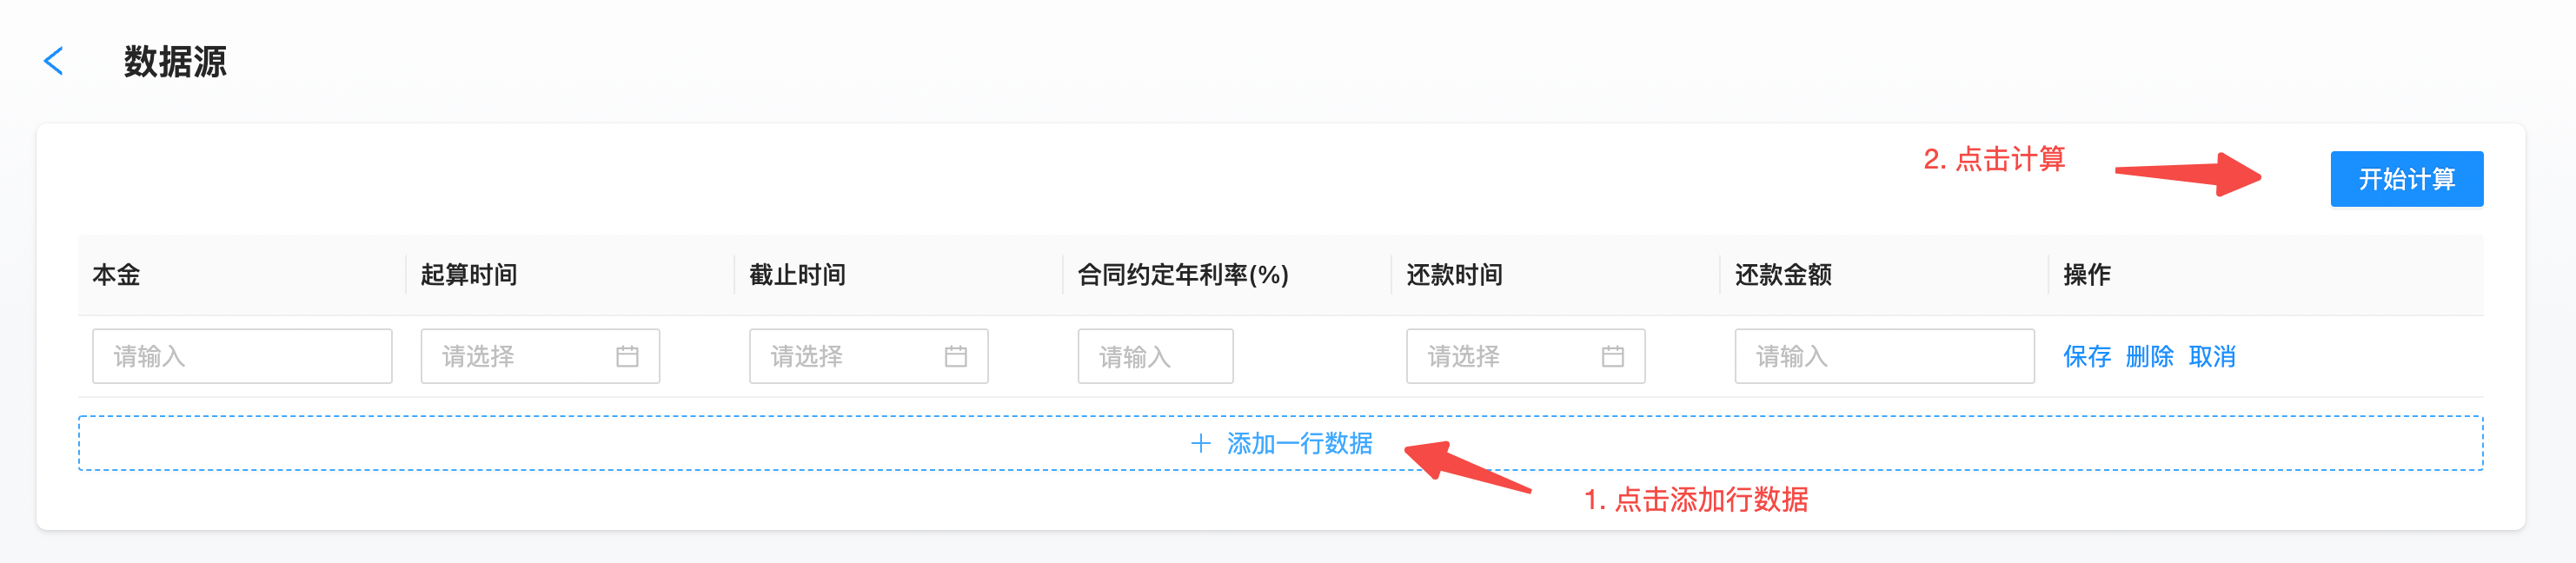 数据源
2. 点击计算
开始计算
本金 起算时间 截止时间 合同约定年利率(%) 还款时间 还款金额 操作
请输入 请选择 请选择 请输入 请选择 请输入 保存 删除 取消
+ 添加一行数据
1. 点击添加行数据